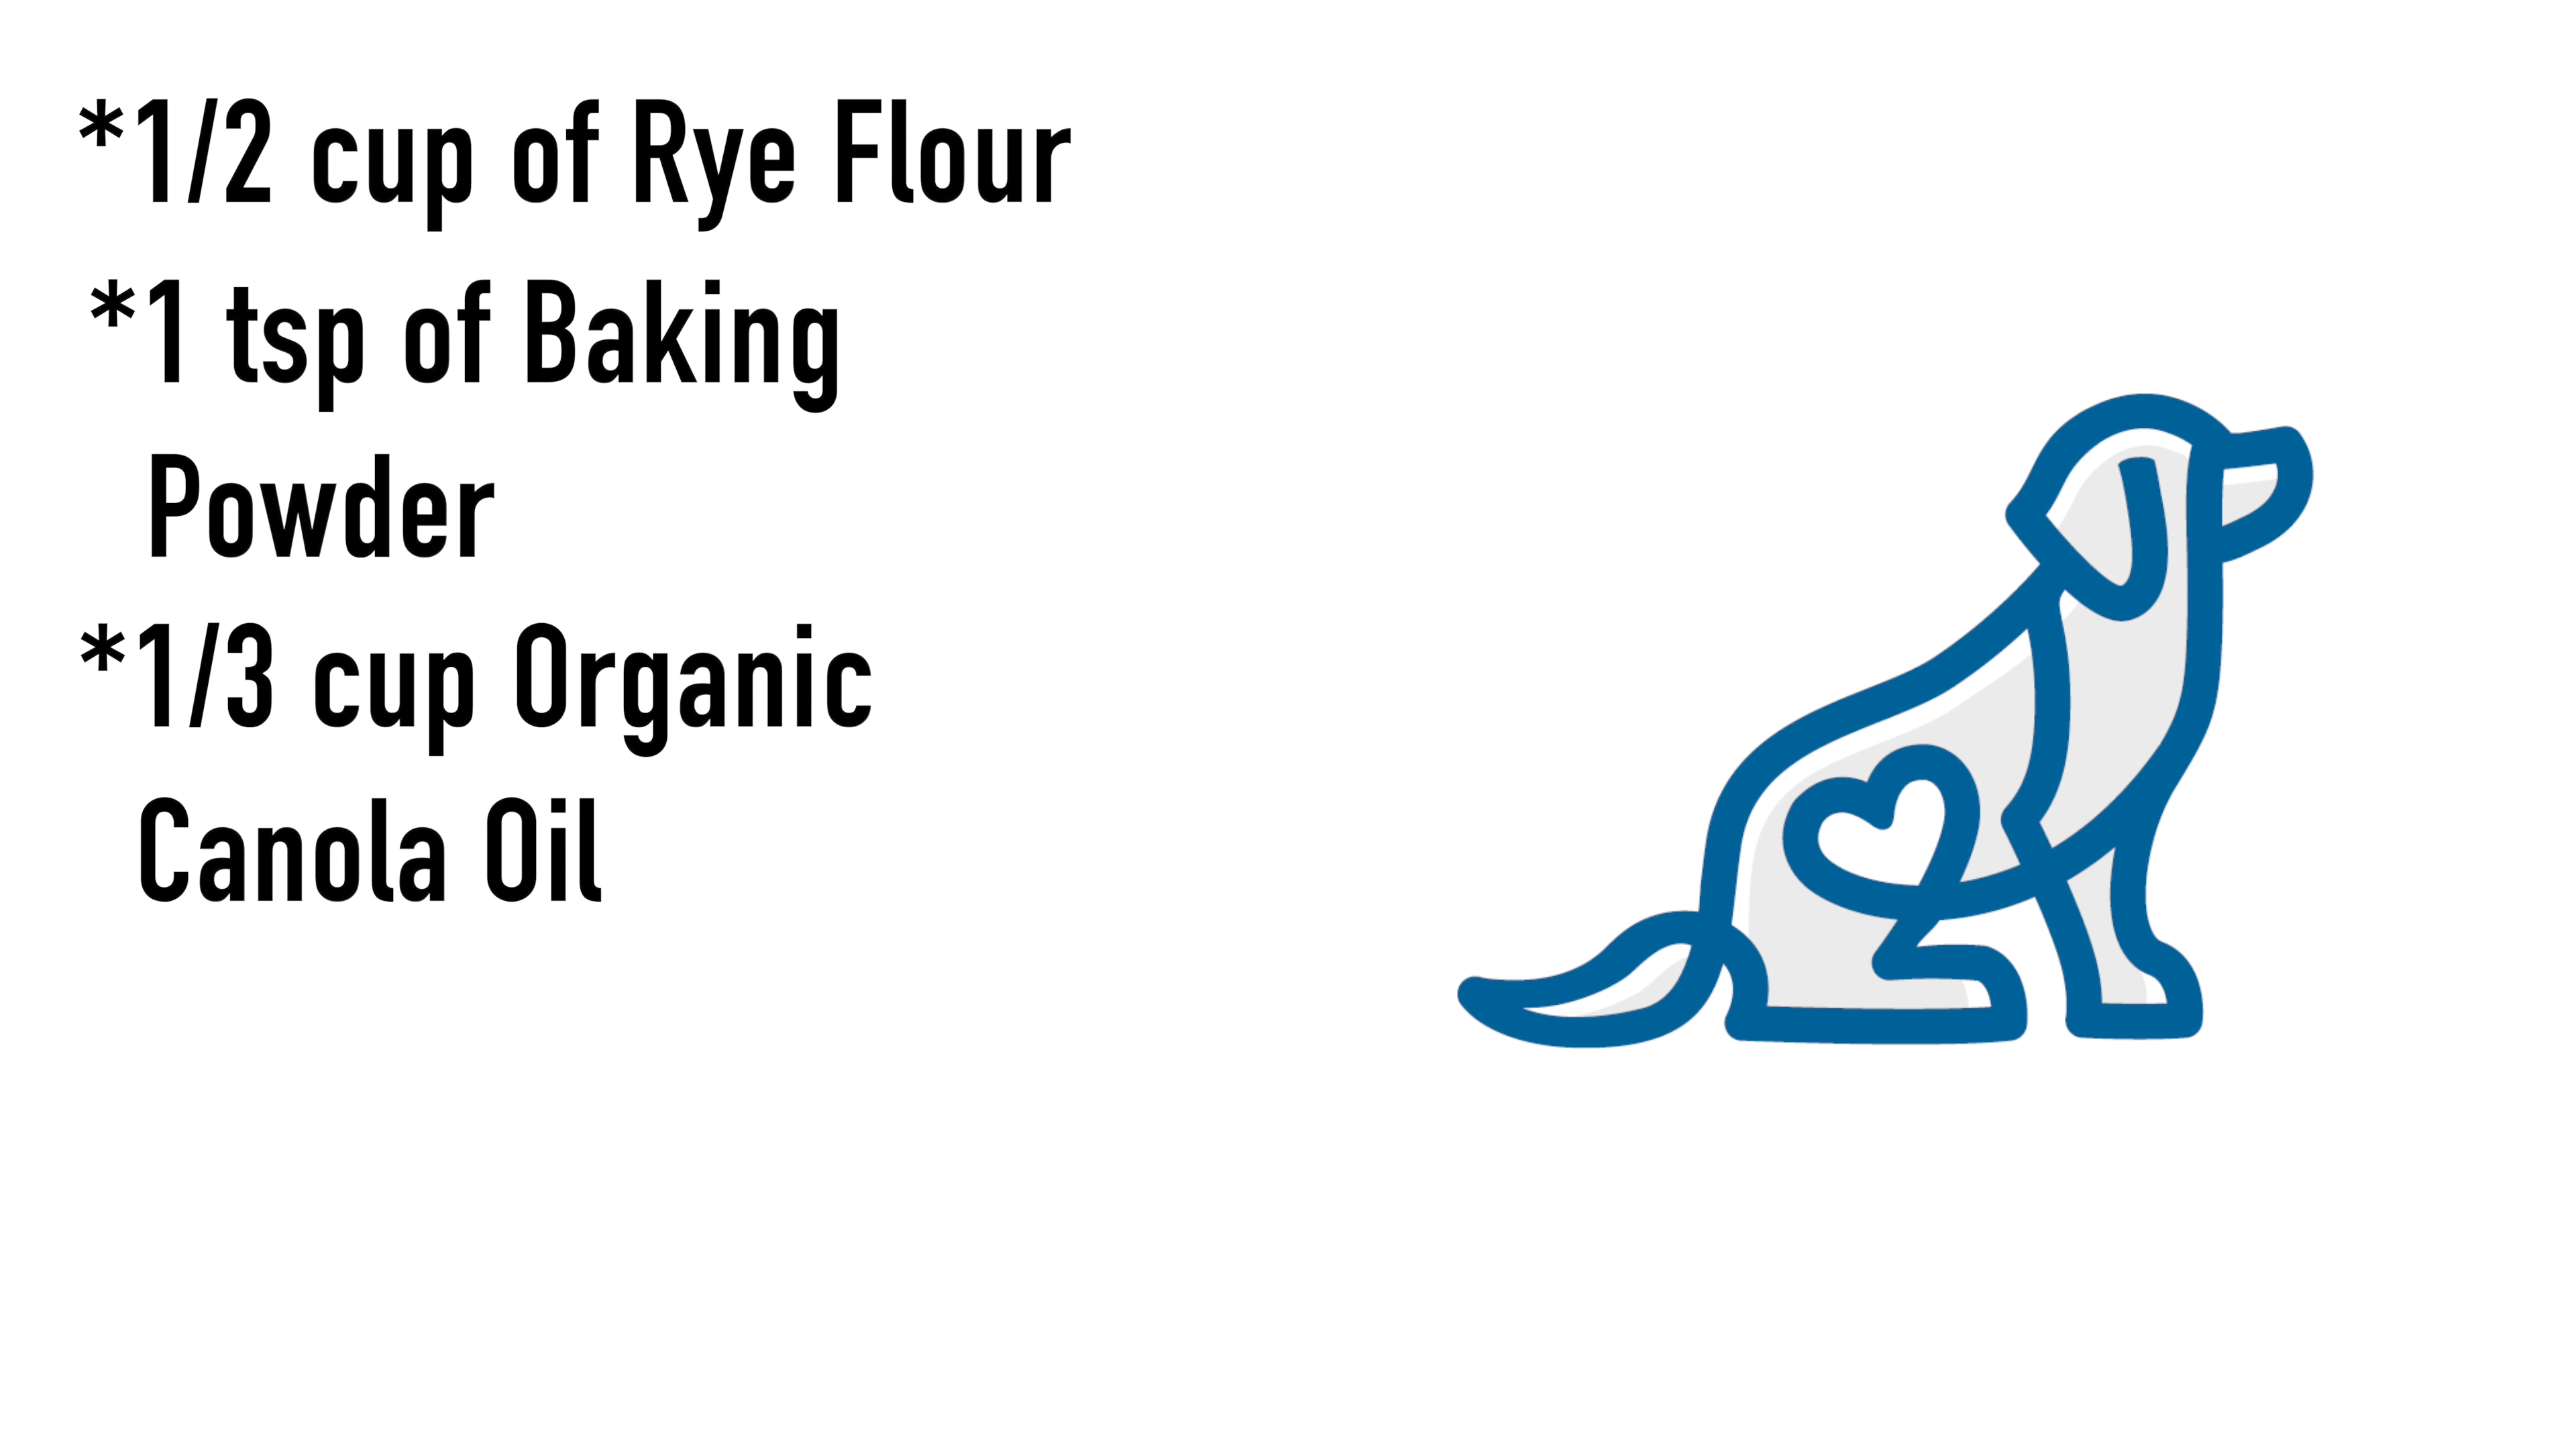 *1/2 cup of Rye Flour
*1 tsp of Baking
Powder
*1/3 cup Organic
Canola Oil